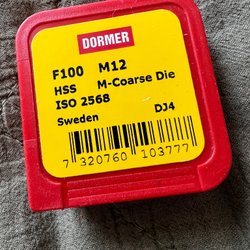 DORMER
F100 M12
HSS M-Coarse Die
ISO 2568
Sweden DJ4
7 320760 103777